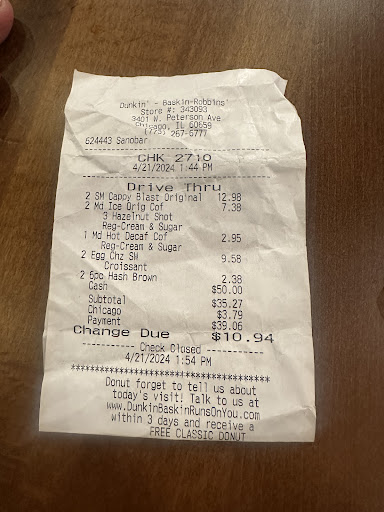 Dunkin' - Baskin-Robbins'
Store #: 343093
3401 W. Peterson Ave
Chicago, IL 60659
(773) 267-6777
624443 Sanobar
CHK 2710
4/21/2024 1:44 PM
Drive Thru
2 SM Cappy Blast Original 12.98
2 Md Ice Orig Cof 7.38
3 Hazelnut Shot
Reg-Cream & Sugar
1 Md Hot Decaf Cof 2.95
Reg-Cream & Sugar
2 Egg Chz SW 9.58
Croissant
2 6pc Hash Brown 2.38
Cash $50.00
Subtotal $35.27
Chicago $3.79
Payment $39.06
Change Due $10.94
---------- Check Closed ----------
4/21/2024 1:54 PM
****************************************
Donut forget to tell us about
today's visit! Talk to us at
www.DunkinBaskinRunsOnYou.com
within 3 days and receive a
FREE CLASSIC DONUT